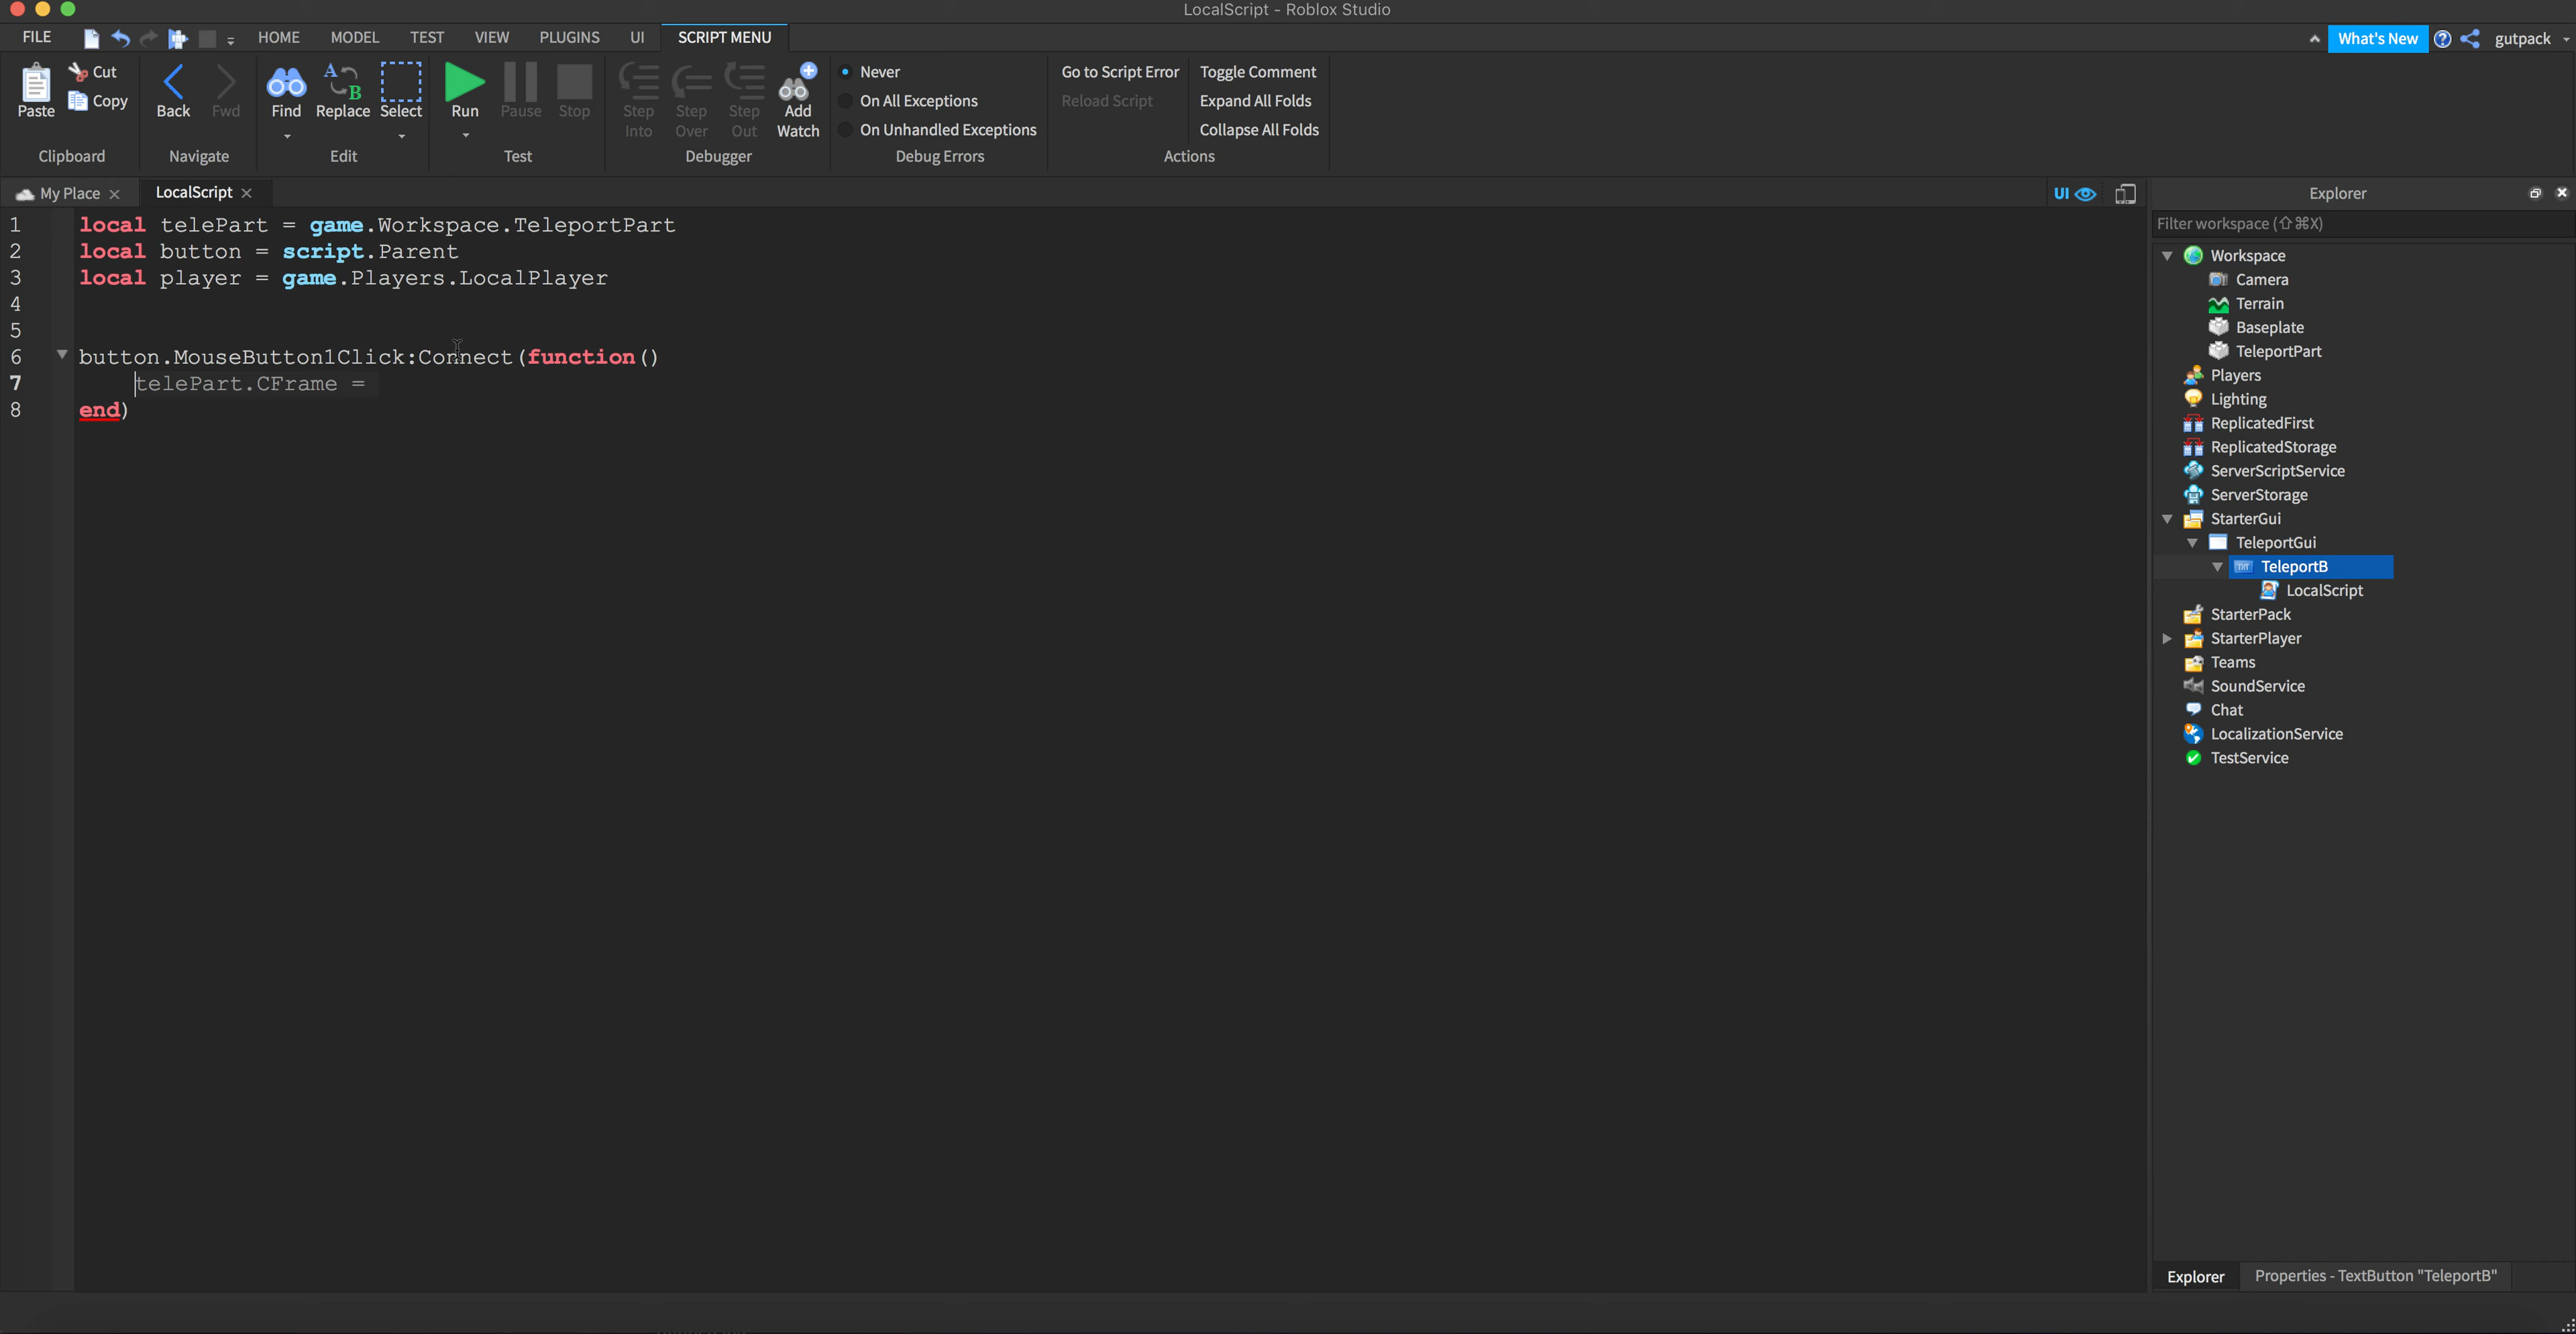 LocalScript - Roblox Studio
FILE HOME MODEL TEST VIEW PLUGINS UI SCRIPT MENU What's New gutpack
Paste Cut Copy Clipboard
Back Fwd Navigate
Find Replace Select Edit
A B
Run Pause Stop Test
Step Into Step Over Step Out Add Watch Debugger
Never
On All Exceptions
On Unhandled Exceptions
Debug Errors
Go to Script Error
Reload Script
Toggle Comment
Expand All Folds
Collapse All Folds
Actions
My Place LocalScript UI
1 local telePart = game.Workspace.TeleportPart
2 local button = script.Parent
3 local player = game.Players.LocalPlayer
4
5
6 button.MouseButton1Click:Connect(function()
7 telePart.CFrame =
8 end)
Explorer
Filter workspace (⇧⌘X)
Workspace
Camera
Terrain
Baseplate
TeleportPart
Players
Lighting
ReplicatedFirst
ReplicatedStorage
ServerScriptService
ServerStorage
StarterGui
TeleportGui
TeleportB
LocalScript
StarterPack
StarterPlayer
Teams
SoundService
Chat
LocalizationService
TestService
Explorer Properties - TextButton "TeleportB"